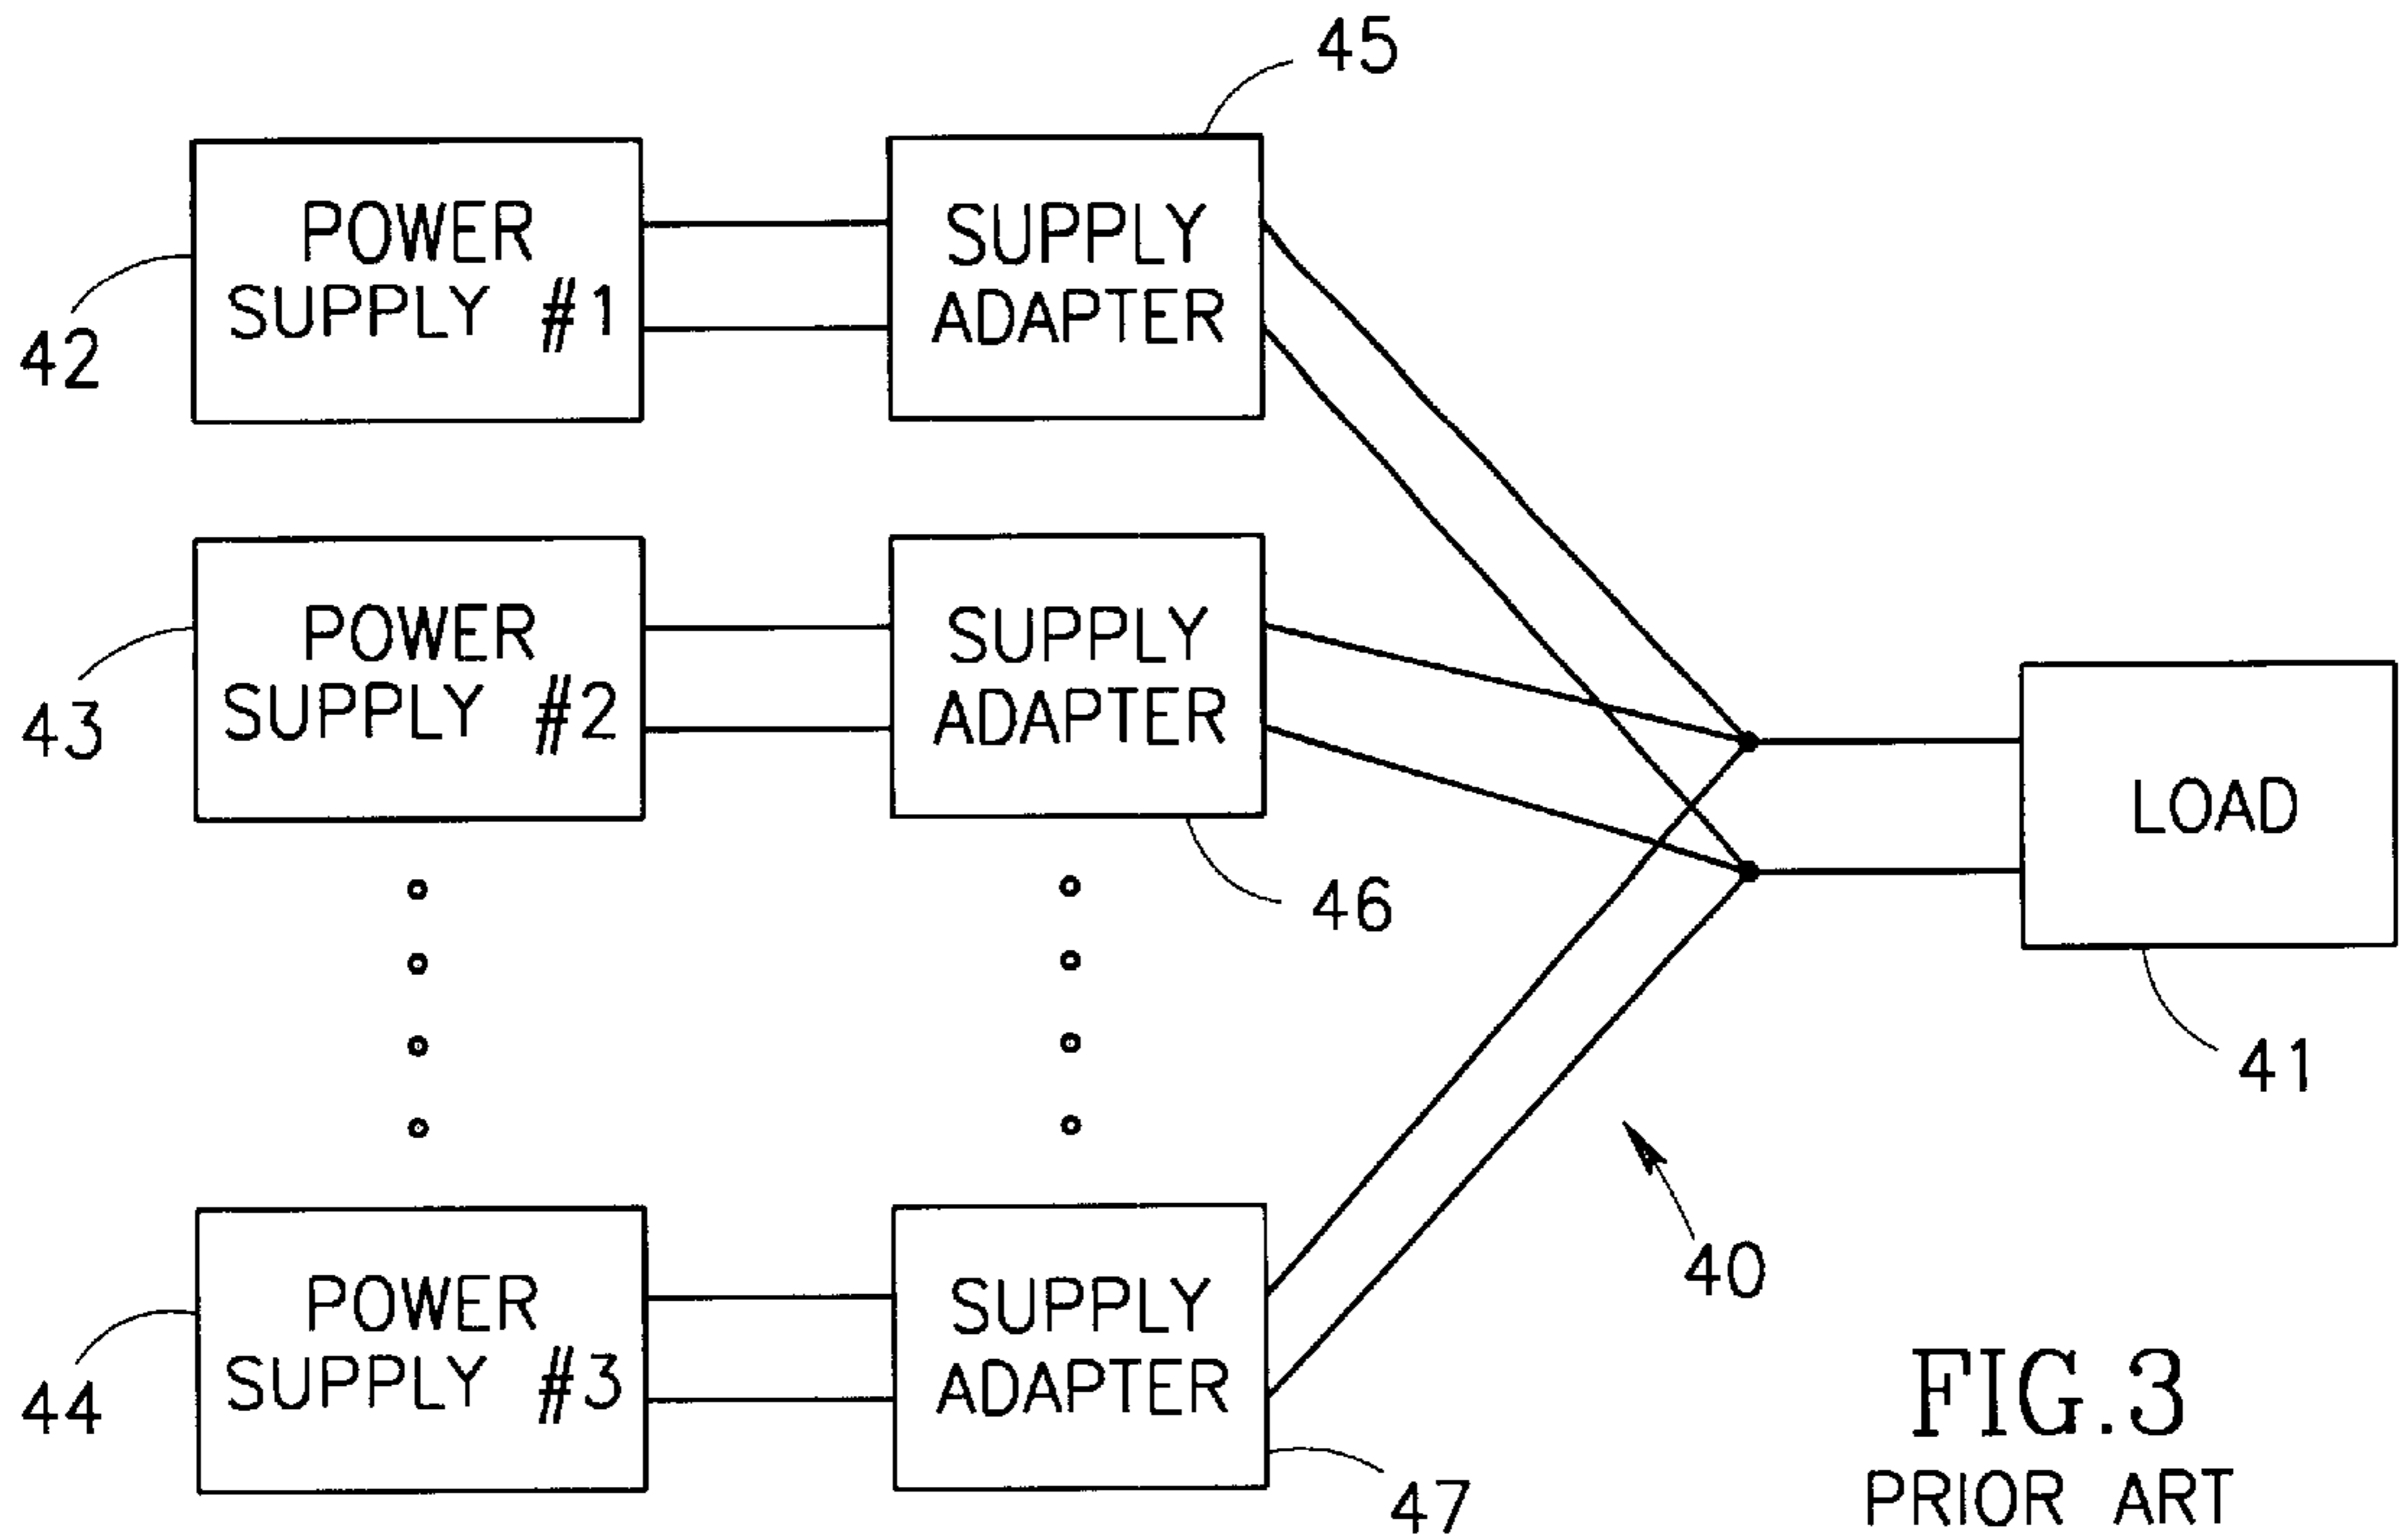 45
POWER
SUPPLY #1
SUPPLY
ADAPTER
42
POWER
SUPPLY #2
SUPPLY
ADAPTER
43
LOAD
46
41
40
POWER
SUPPLY #3
SUPPLY
ADAPTER
44
47
FIG.3
PRIOR ART